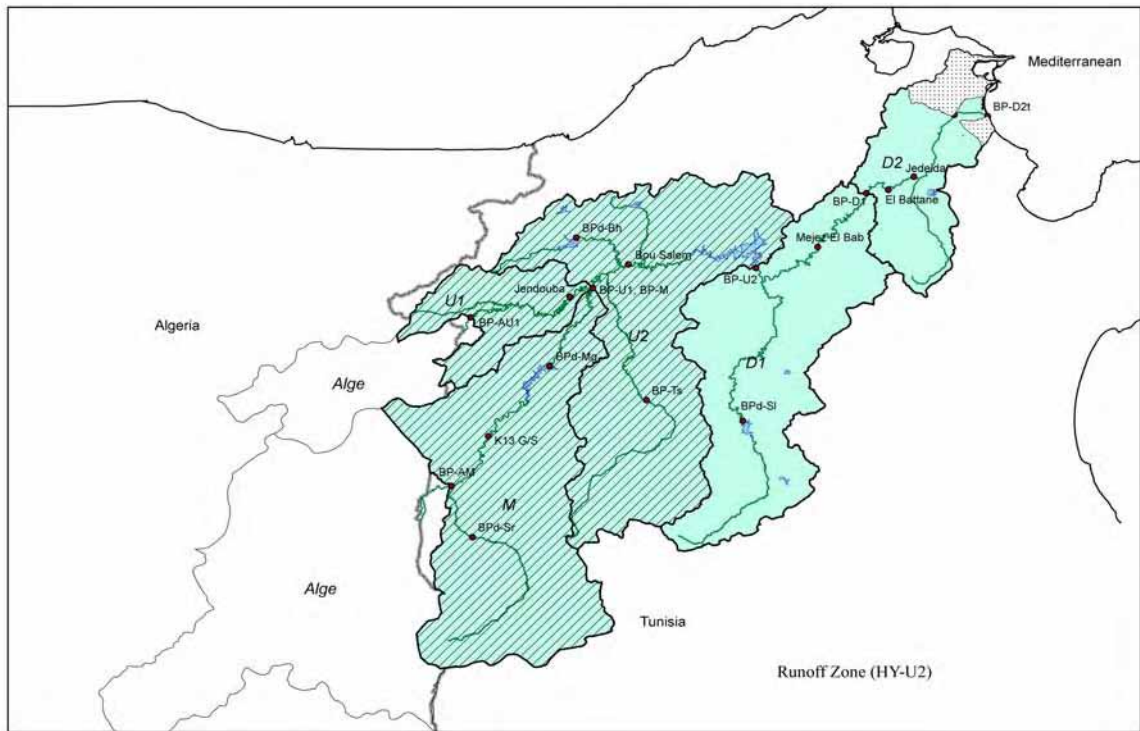 Mediterranean
BP-D2t
D2
Jedeida
BP-D1
El Battane
BPd-Bh
Mejez El Bab
Bou Salem
BP-U2
U1
Jendouba
BP-U1, BP-M
Algeria
BP-AU1
U2
BPd-Mg
D1
Alge
BP-Ts
BPd-Sl
K13 G/S
BP-AM
M
BPd-Sr
Alge
Tunisia
Runoff Zone (HY-U2)